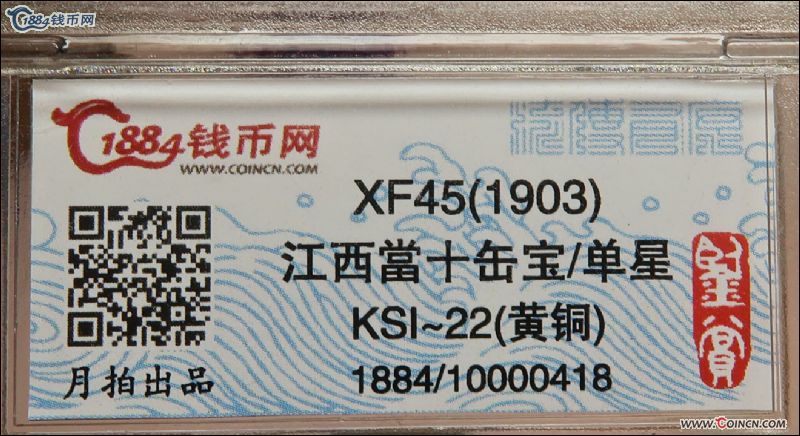 1884钱币网
1884钱币网
WWW.COINCN.COM
XF45(1903)
江西當十缶宝/单星
KSI~22(黄铜)
月拍出品
1884/10000418
鉴赏
WWW.COINCN.COM